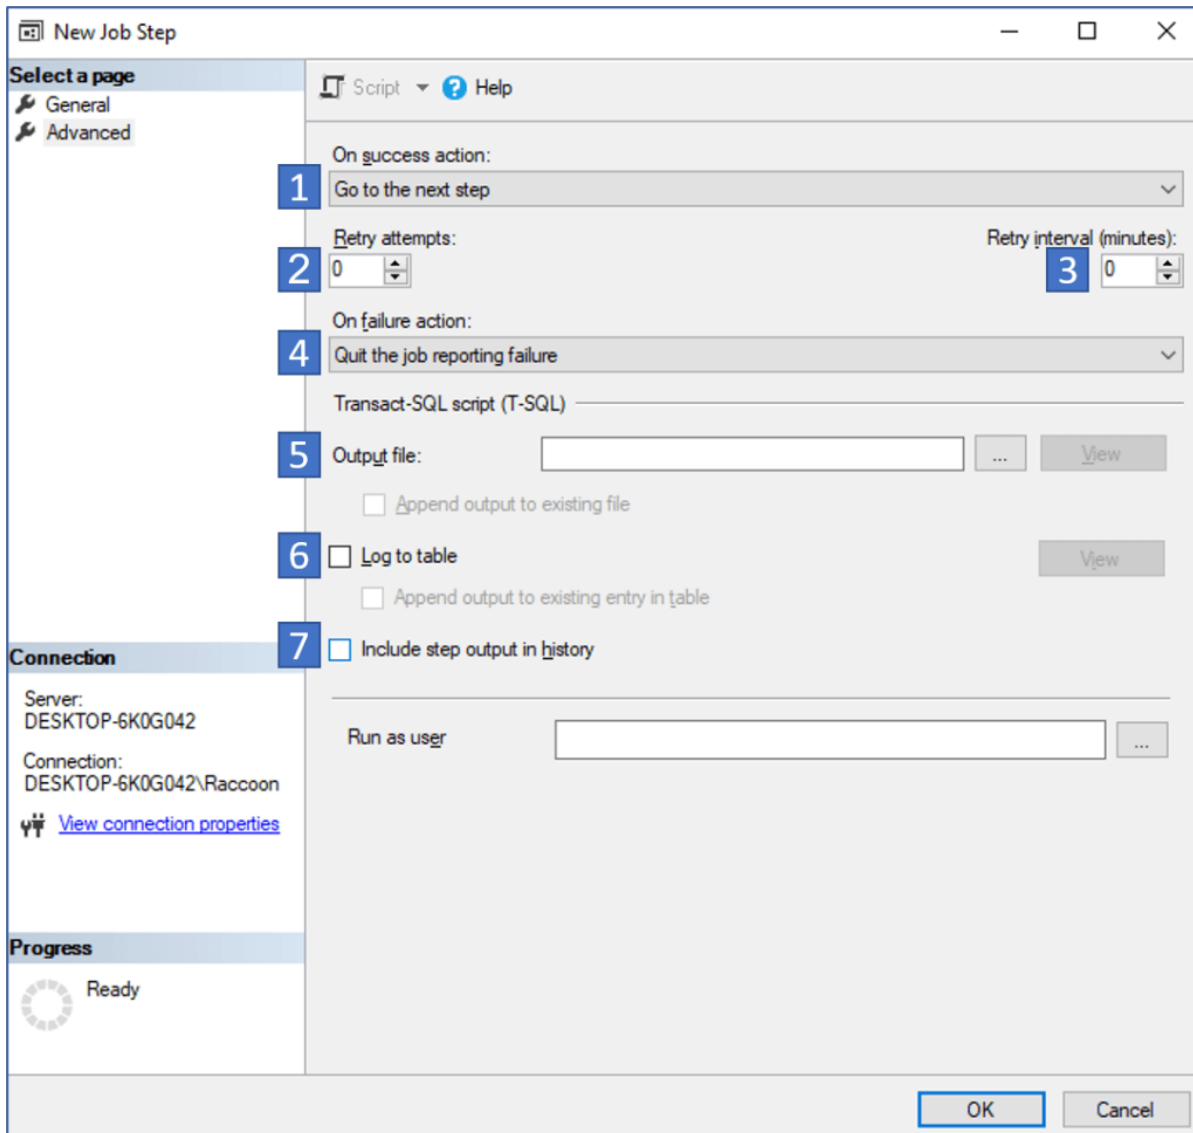 New Job Step
Select a page
General
Advanced
Script
Help
On success action:
1
Go to the next step
Retry attempts:
Retry interval (minutes):
2
0
3
0
On failure action:
4
Quit the job reporting failure
Transact-SQL script (T-SQL)
5
Output file:
...
View
Append output to existing file
6
Log to table
View
Append output to existing entry in table
7
Include step output in history
Run as user
...
Connection
Server:
DESKTOP-6K0G042
Connection:
DESKTOP-6K0G042\Raccoon
View connection properties
Progress
Ready
OK
Cancel